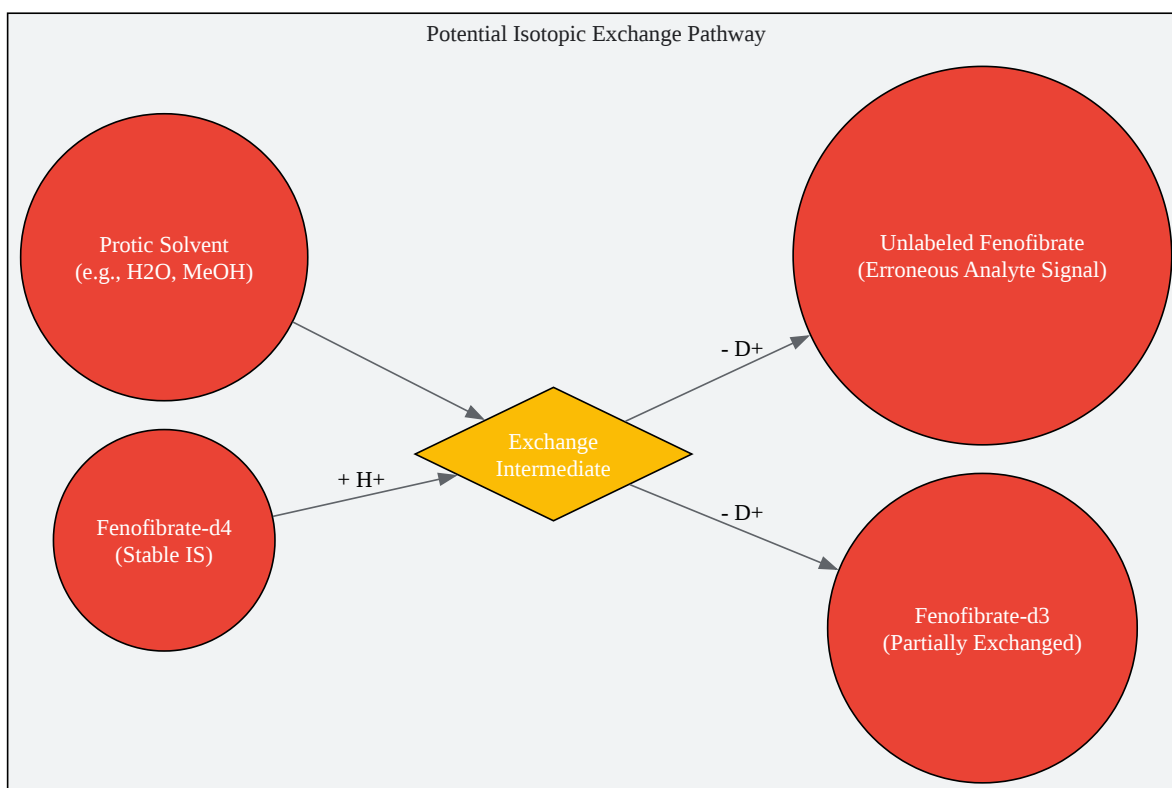 Potential Isotopic Exchange Pathway
Protic Solvent
(e.g., H2O, MeOH)
Unlabeled Fenofibrate
(Erroneous Analyte Signal)
- D+
Exchange
Intermediate
+ H+
Fenofibrate-d4
(Stable IS)
- D+
Fenofibrate-d3
(Partially Exchanged)